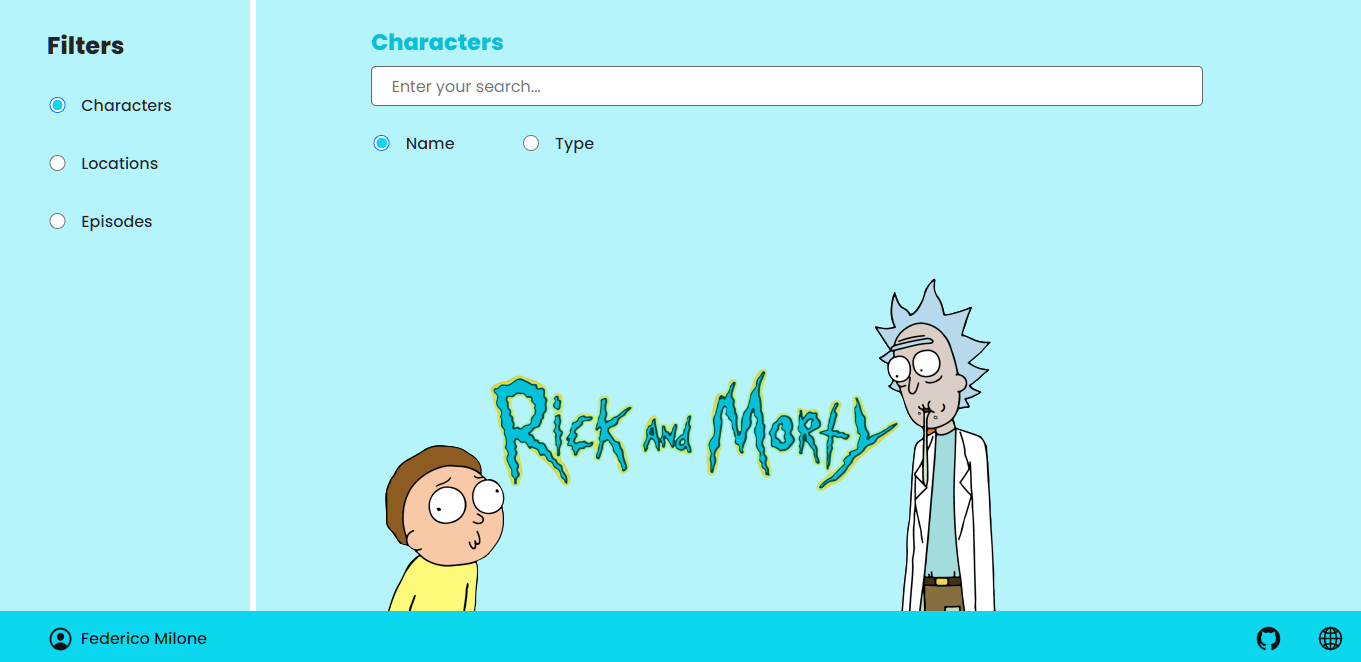 Filters
Characters
Locations
Episodes
Characters
Enter your search...
Name
Type
Rick and Morty
Federico Milone